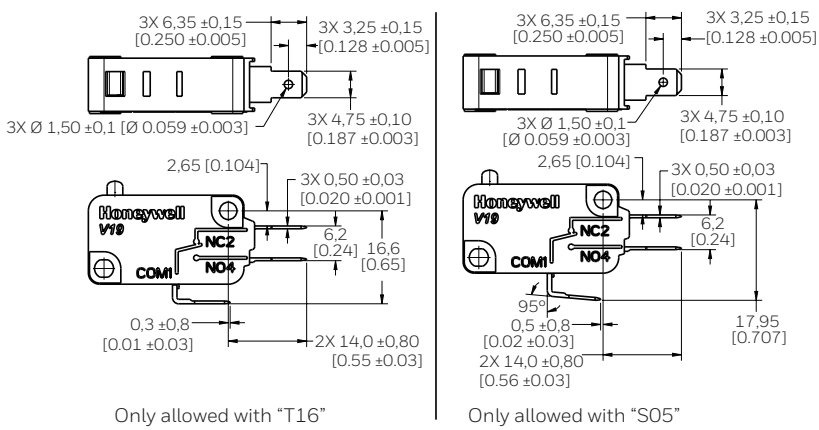 3X 6,35 ±0,15
[0.250 ±0.005]
3X 3,25 ±0,15
[0.128 ±0.005]
3X Ø 1,50 ±0,1 [Ø 0.059 ±0.003]
3X 4,75 ±0,10
[0.187 ±0.003]
2,65 [0.104]
3X 0,50 ±0,03
[0.020 ±0.001]
Honeywell
V19
NC2
6,2
[0.24]
16,6
[0.65]
COM1
NO4
0,3 ±0,8
[0.01 ±0.03]
2X 14,0 ±0,80
[0.55 ±0.03]
Only allowed with “T16”
3X 6,35 ±0,15
[0.250 ±0.005]
3X 3,25 ±0,15
[0.128 ±0.005]
3X Ø 1,50 ±0,1
[Ø 0.059 ±0.003]
3X 4,75 ±0,10
[0.187 ±0.003]
2,65 [0.104]
3X 0,50 ±0,03
[0.020 ±0.001]
Honeywell
V19
NC2
6,2
[0.24]
COM1
NO4
95°
0,5 ±0,8
[0.02 ±0.03]
17,95
[0.707]
2X 14,0 ±0,80
[0.56 ±0.03]
Only allowed with “S05”